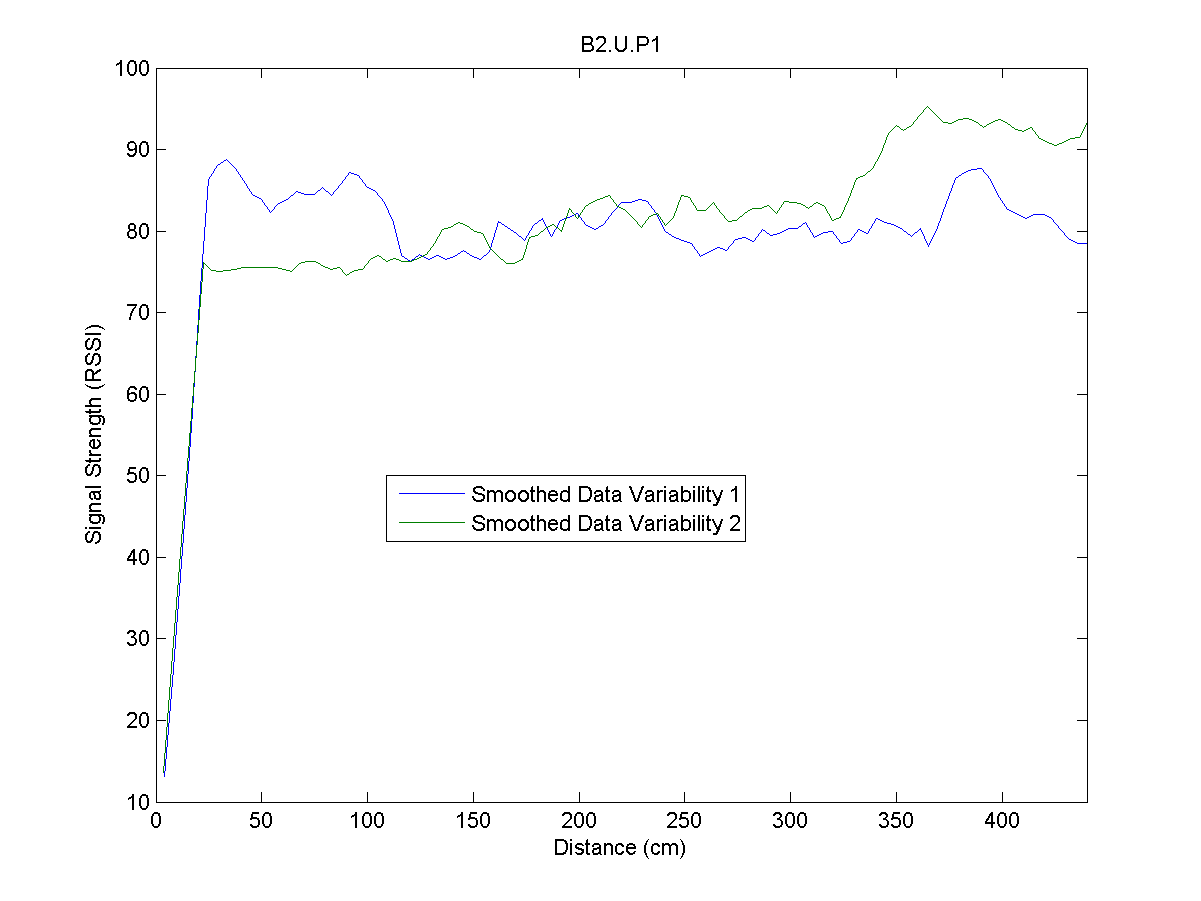 B2.U.P1
100
90
80
70
60
50
40
30
20
10
Signal Strength (RSSI)
Smoothed Data Variability 1
Smoothed Data Variability 2
0 50 100 150 200 250 300 350 400
Distance (cm)